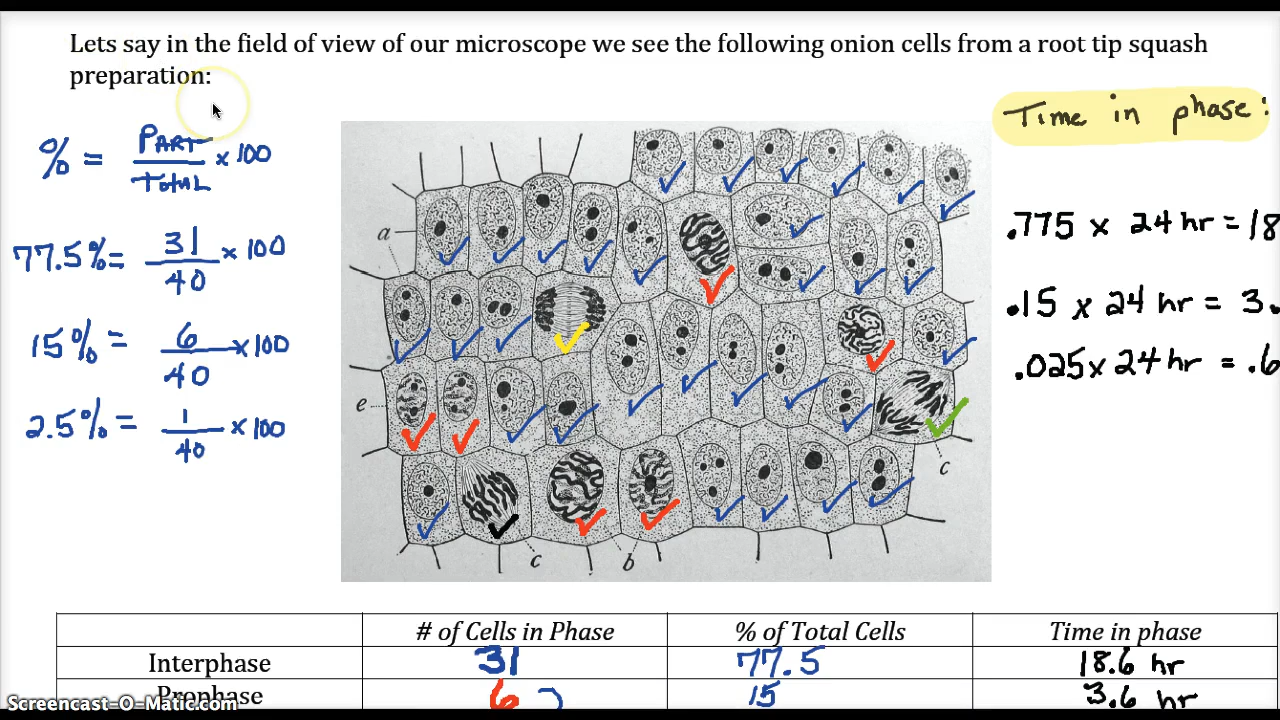 Lets say in the field of view of our microscope we see the following onion cells from a root tip squash
preparation:
Time in phase:
% = PART / TOTAL x 100
77.5% = 31 / 40 x 100
15% = 6 / 40 x 100
2.5% = 1 / 40 x 100
a
e
c
b
c
.775 x 24 hr = 18
.15 x 24 hr = 3.
.025 x 24 hr = .6
# of Cells in Phase % of Total Cells Time in phase
Interphase 31 77.5 18.6 hr
Prophase 6 15 3.6 hr
Screencast-O-Matic.com